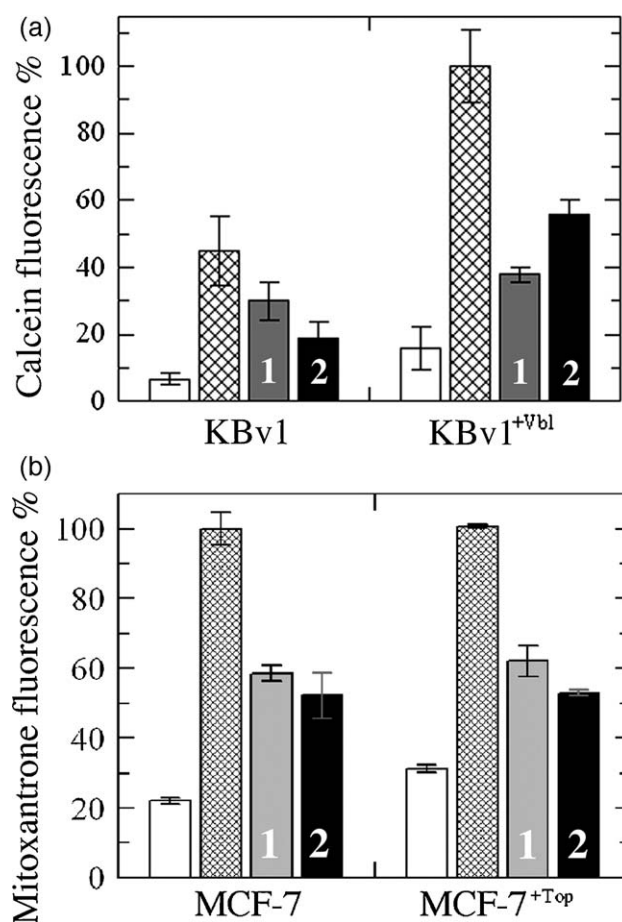 (a)
Calcein fluorescence %
100
80
60
40
20
0
1
2
1
2
KBv1
KBv1+Vbl
(b)
Mitoxantrone fluorescence %
100
80
60
40
20
0
1
2
1
2
MCF-7
MCF-7+Top